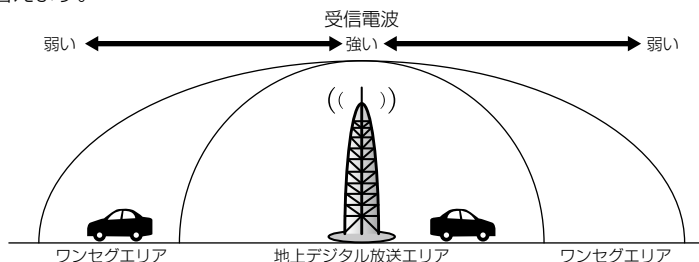 受信電波
弱い 強い 弱い
ワンセグエリア 地上デジタル放送エリア ワンセグエリア